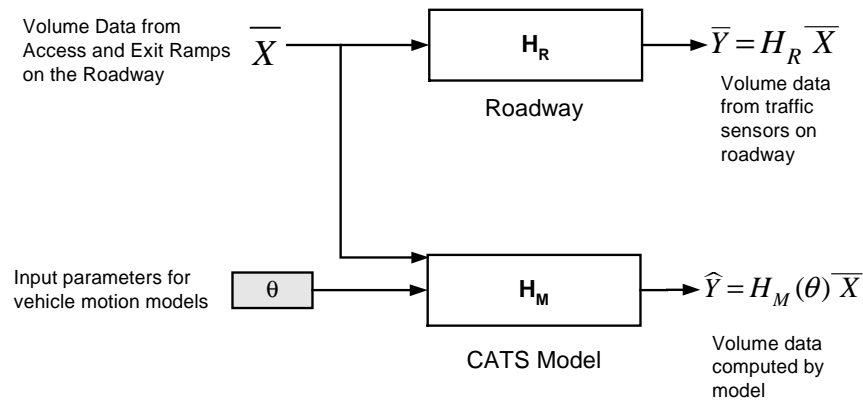 Volume Data from
Access and Exit Ramps
on the Roadway
X̅
H_R
Roadway
Y̅ = H_R X̅
Volume data
from traffic
sensors on
roadway
Input parameters for
vehicle motion models
θ
H_M
CATS Model
Ŷ = H_M(θ) X̅
Volume data
computed by
model